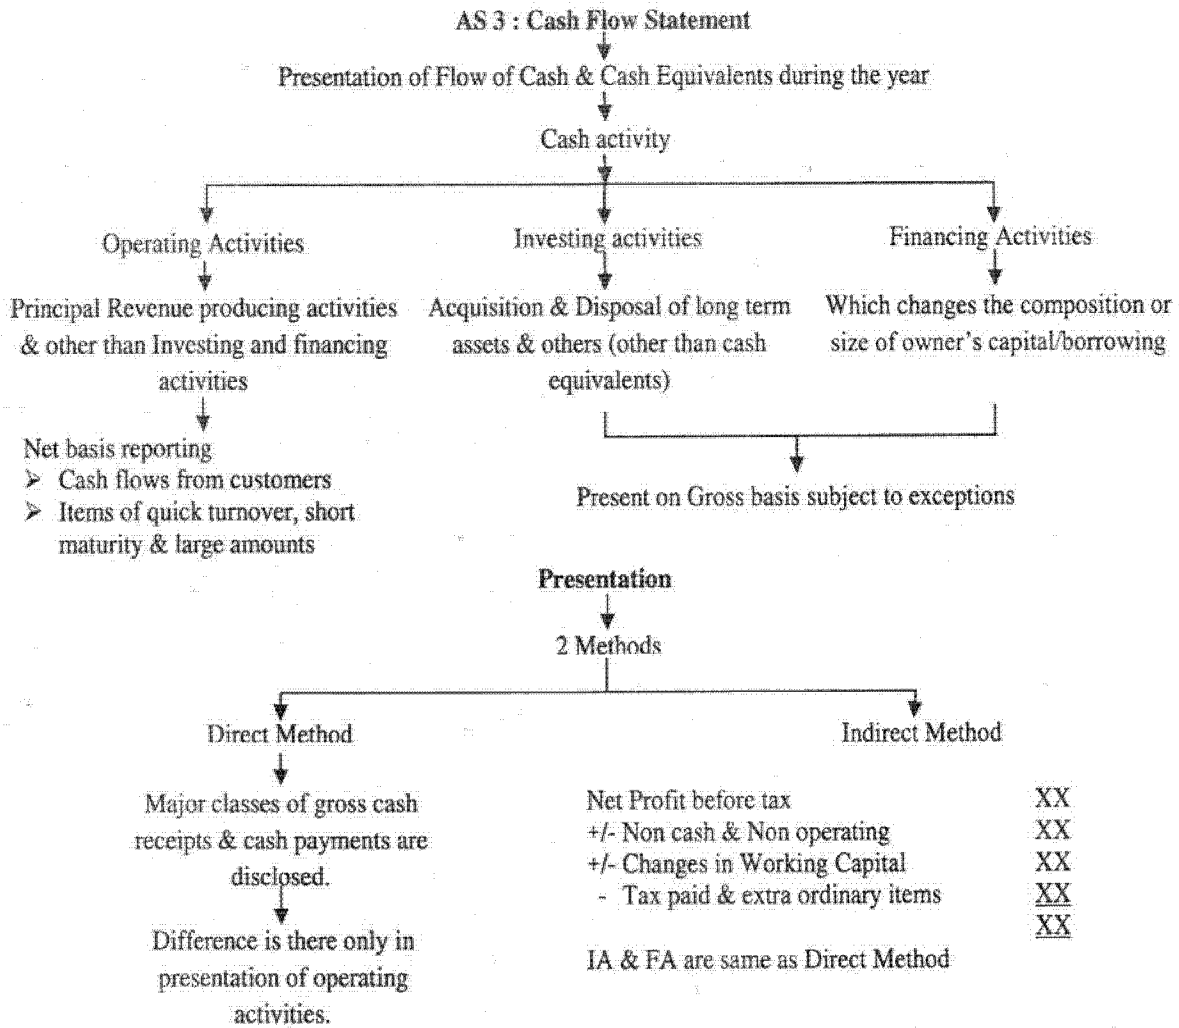 AS 3 : Cash Flow Statement
Presentation of Flow of Cash & Cash Equivalents during the year
Cash activity
Operating Activities
Principal Revenue producing activities
& other than Investing and financing
activities
Net basis reporting
➢ Cash flows from customers
➢ Items of quick turnover, short
maturity & large amounts
Investing activities
Acquisition & Disposal of long term
assets & others (other than cash
equivalents)
Financing Activities
Which changes the composition or
size of owner's capital/borrowing
Present on Gross basis subject to exceptions
Presentation
2 Methods
Direct Method
Major classes of gross cash
receipts & cash payments are
disclosed.
Difference is there only in
presentation of operating
activities.
Indirect Method
Net Profit before tax XX
+/- Non cash & Non operating XX
+/- Changes in Working Capital XX
- Tax paid & extra ordinary items XX
XX
IA & FA are same as Direct Method